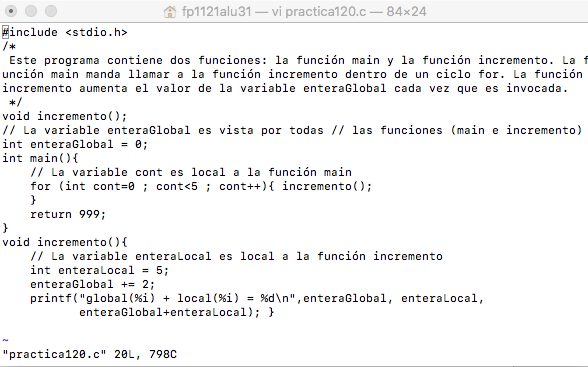 fp1121alu31 — vi practica120.c — 84×24
#include <stdio.h>
/*
 Este programa contiene dos funciones: la función main y la función incremento. La f
unción main manda llamar a la función incremento dentro de un ciclo for. La función
incremento aumenta el valor de la variable enteraGlobal cada vez que es invocada.
 */
void incremento();
// La variable enteraGlobal es vista por todas // las funciones (main e incremento)
int enteraGlobal = 0;
int main(){
    // La variable cont es local a la función main
    for (int cont=0 ; cont<5 ; cont++){ incremento();
    }
    return 999;
}
void incremento(){
    // La variable enteraLocal es local a la función incremento
    int enteraLocal = 5;
    enteraGlobal += 2;
    printf("global(%i) + local(%i) = %d\n",enteraGlobal, enteraLocal,
           enteraGlobal+enteraLocal); }
~
"practica120.c" 20L, 798C